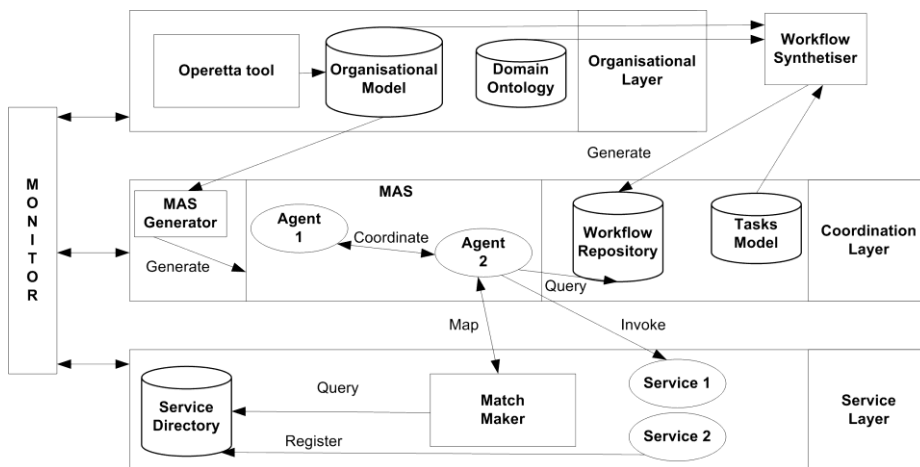 Operetta tool
Organisational
Model
Domain
Ontology
Organisational
Layer
Workflow
Synthetiser
MONITOR
Generate
MAS
Generator
Generate
MAS
Agent
1
Coordinate
Agent
2
Workflow
Repository
Query
Tasks
Model
Coordination
Layer
Map
Invoke
Service
Directory
Query
Register
Match
Maker
Service 1
Service 2
Service
Layer